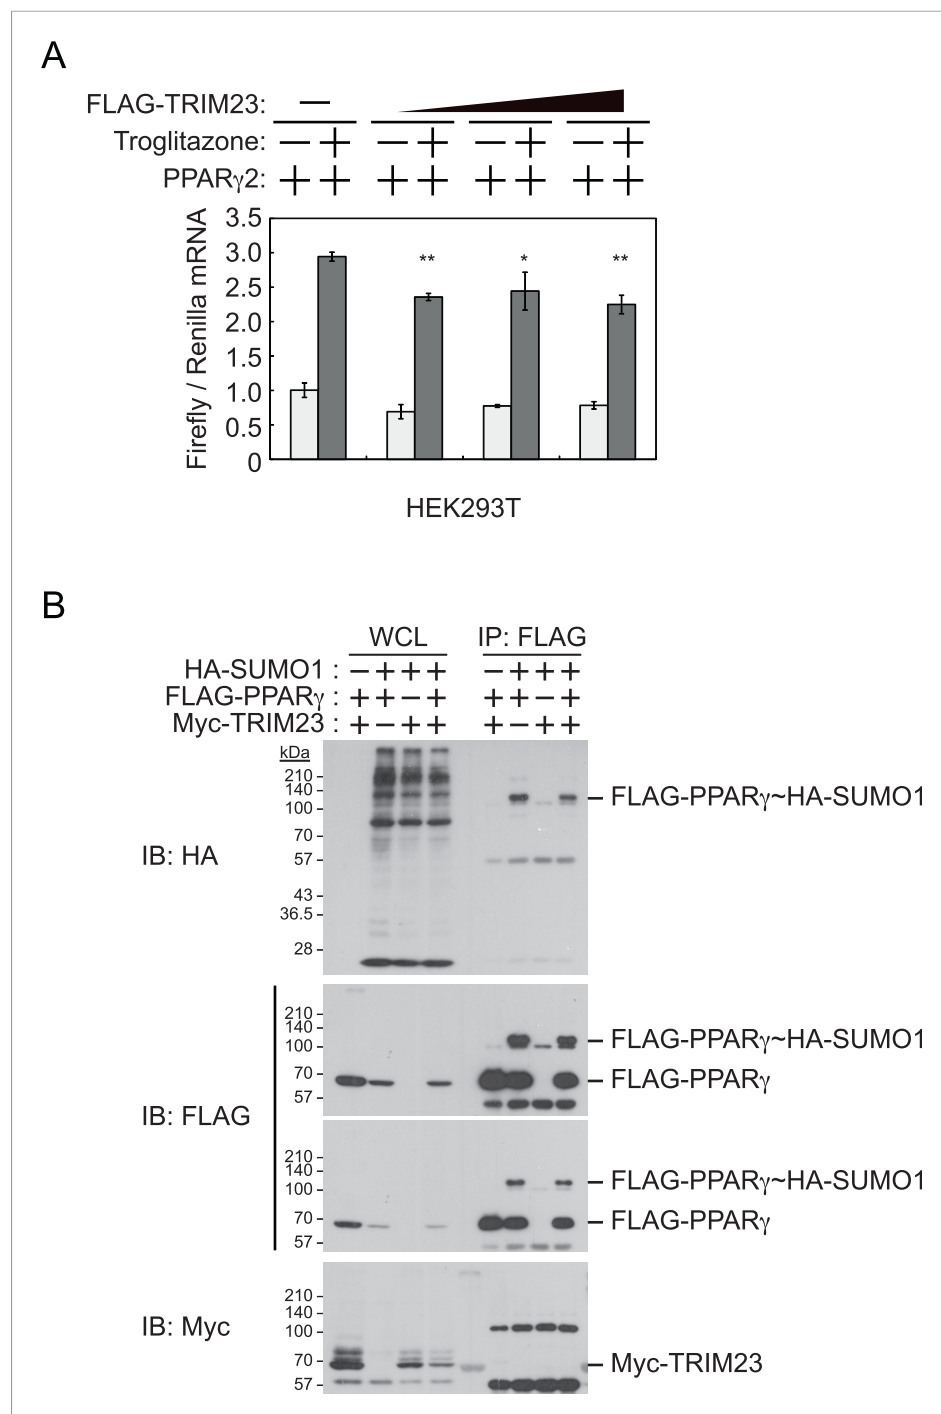 A
FLAG-TRIM23: —
Troglitazone: — + — + — + — +
PPARγ2: + + + + + + + +
Firefly / Renilla mRNA
3.5
3.0
2.5
2.0
1.5
1.0
0.5
0
** * **
HEK293T
B
WCL IP: FLAG
HA-SUMO1 : — + + + — + + +
FLAG-PPARγ : + + — + + + — +
Myc-TRIM23 : + — + + + — + +
kDa
IB: HA
210
140
100
70
57
43
36.5
28
FLAG-PPARγ~HA-SUMO1
IB: FLAG
210
140
100
70
57
FLAG-PPARγ~HA-SUMO1
FLAG-PPARγ
210
140
100
70
57
FLAG-PPARγ~HA-SUMO1
FLAG-PPARγ
IB: Myc
210
140
100
70
57
Myc-TRIM23